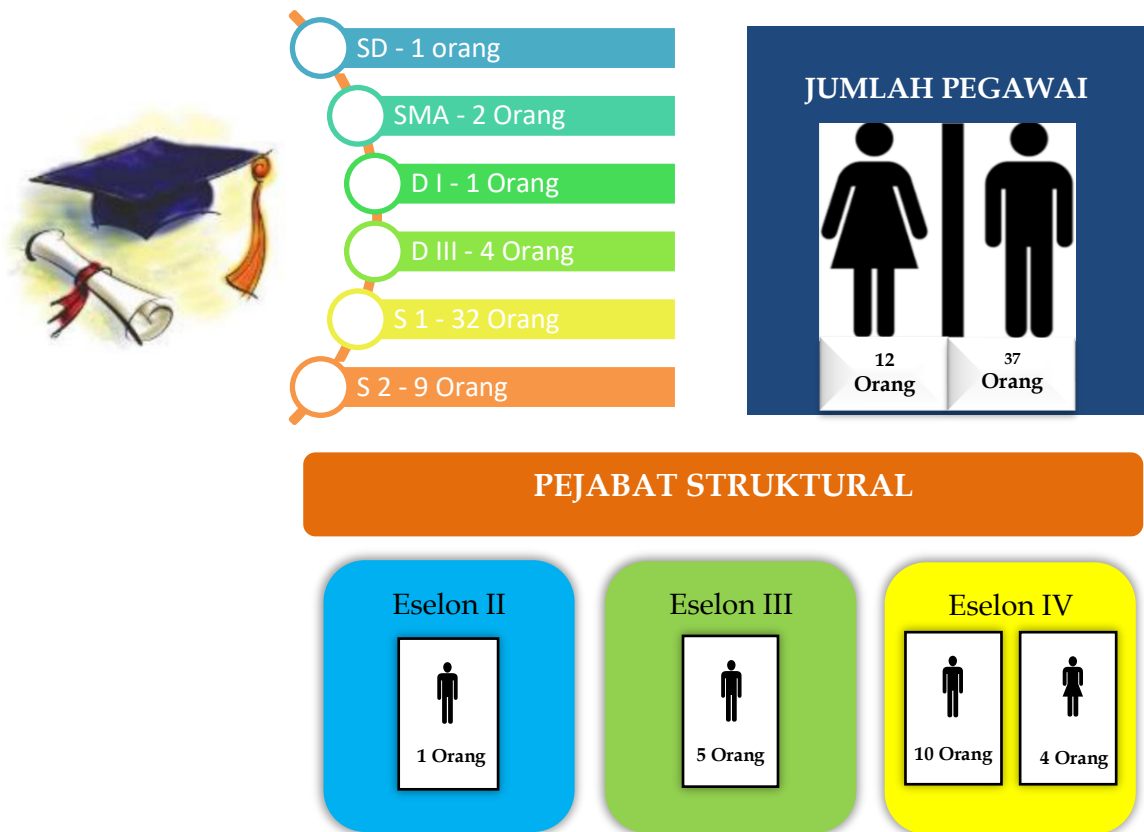 SD - 1 orang
SMA - 2 Orang
D I - 1 Orang
D III - 4 Orang
S 1 - 32 Orang
S 2 - 9 Orang
JUMLAH PEGAWAI
12
Orang
37
Orang
PEJABAT STRUKTURAL
Eselon II
1 Orang
Eselon III
5 Orang
Eselon IV
10 Orang
4 Orang